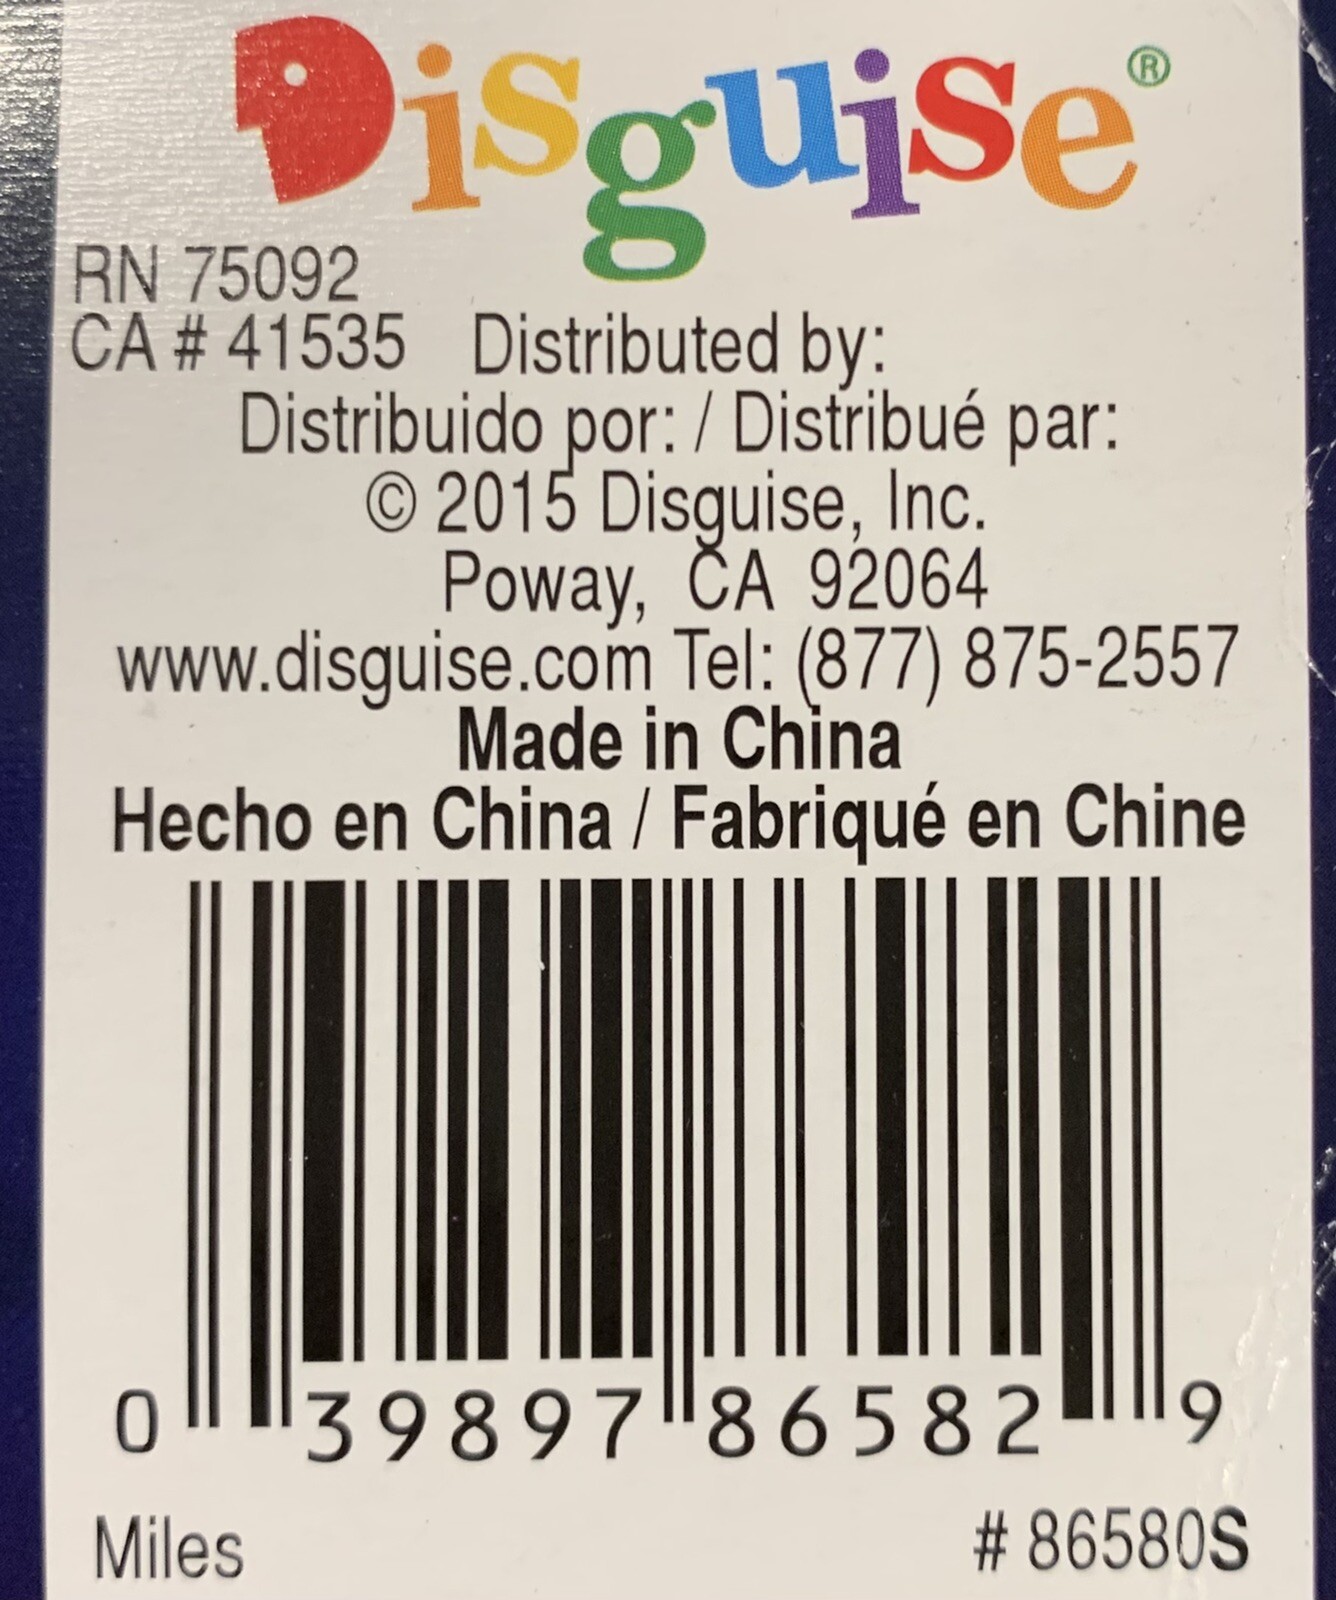 Disguise®
RN 75092
CA # 41535 Distributed by:
Distribuido por: / Distribué par:
© 2015 Disguise, Inc.
Poway, CA 92064
www.disguise.com Tel: (877) 875-2557
Made in China
Hecho en China / Fabriqué en Chine
0 39897 86582 9
Miles # 86580S